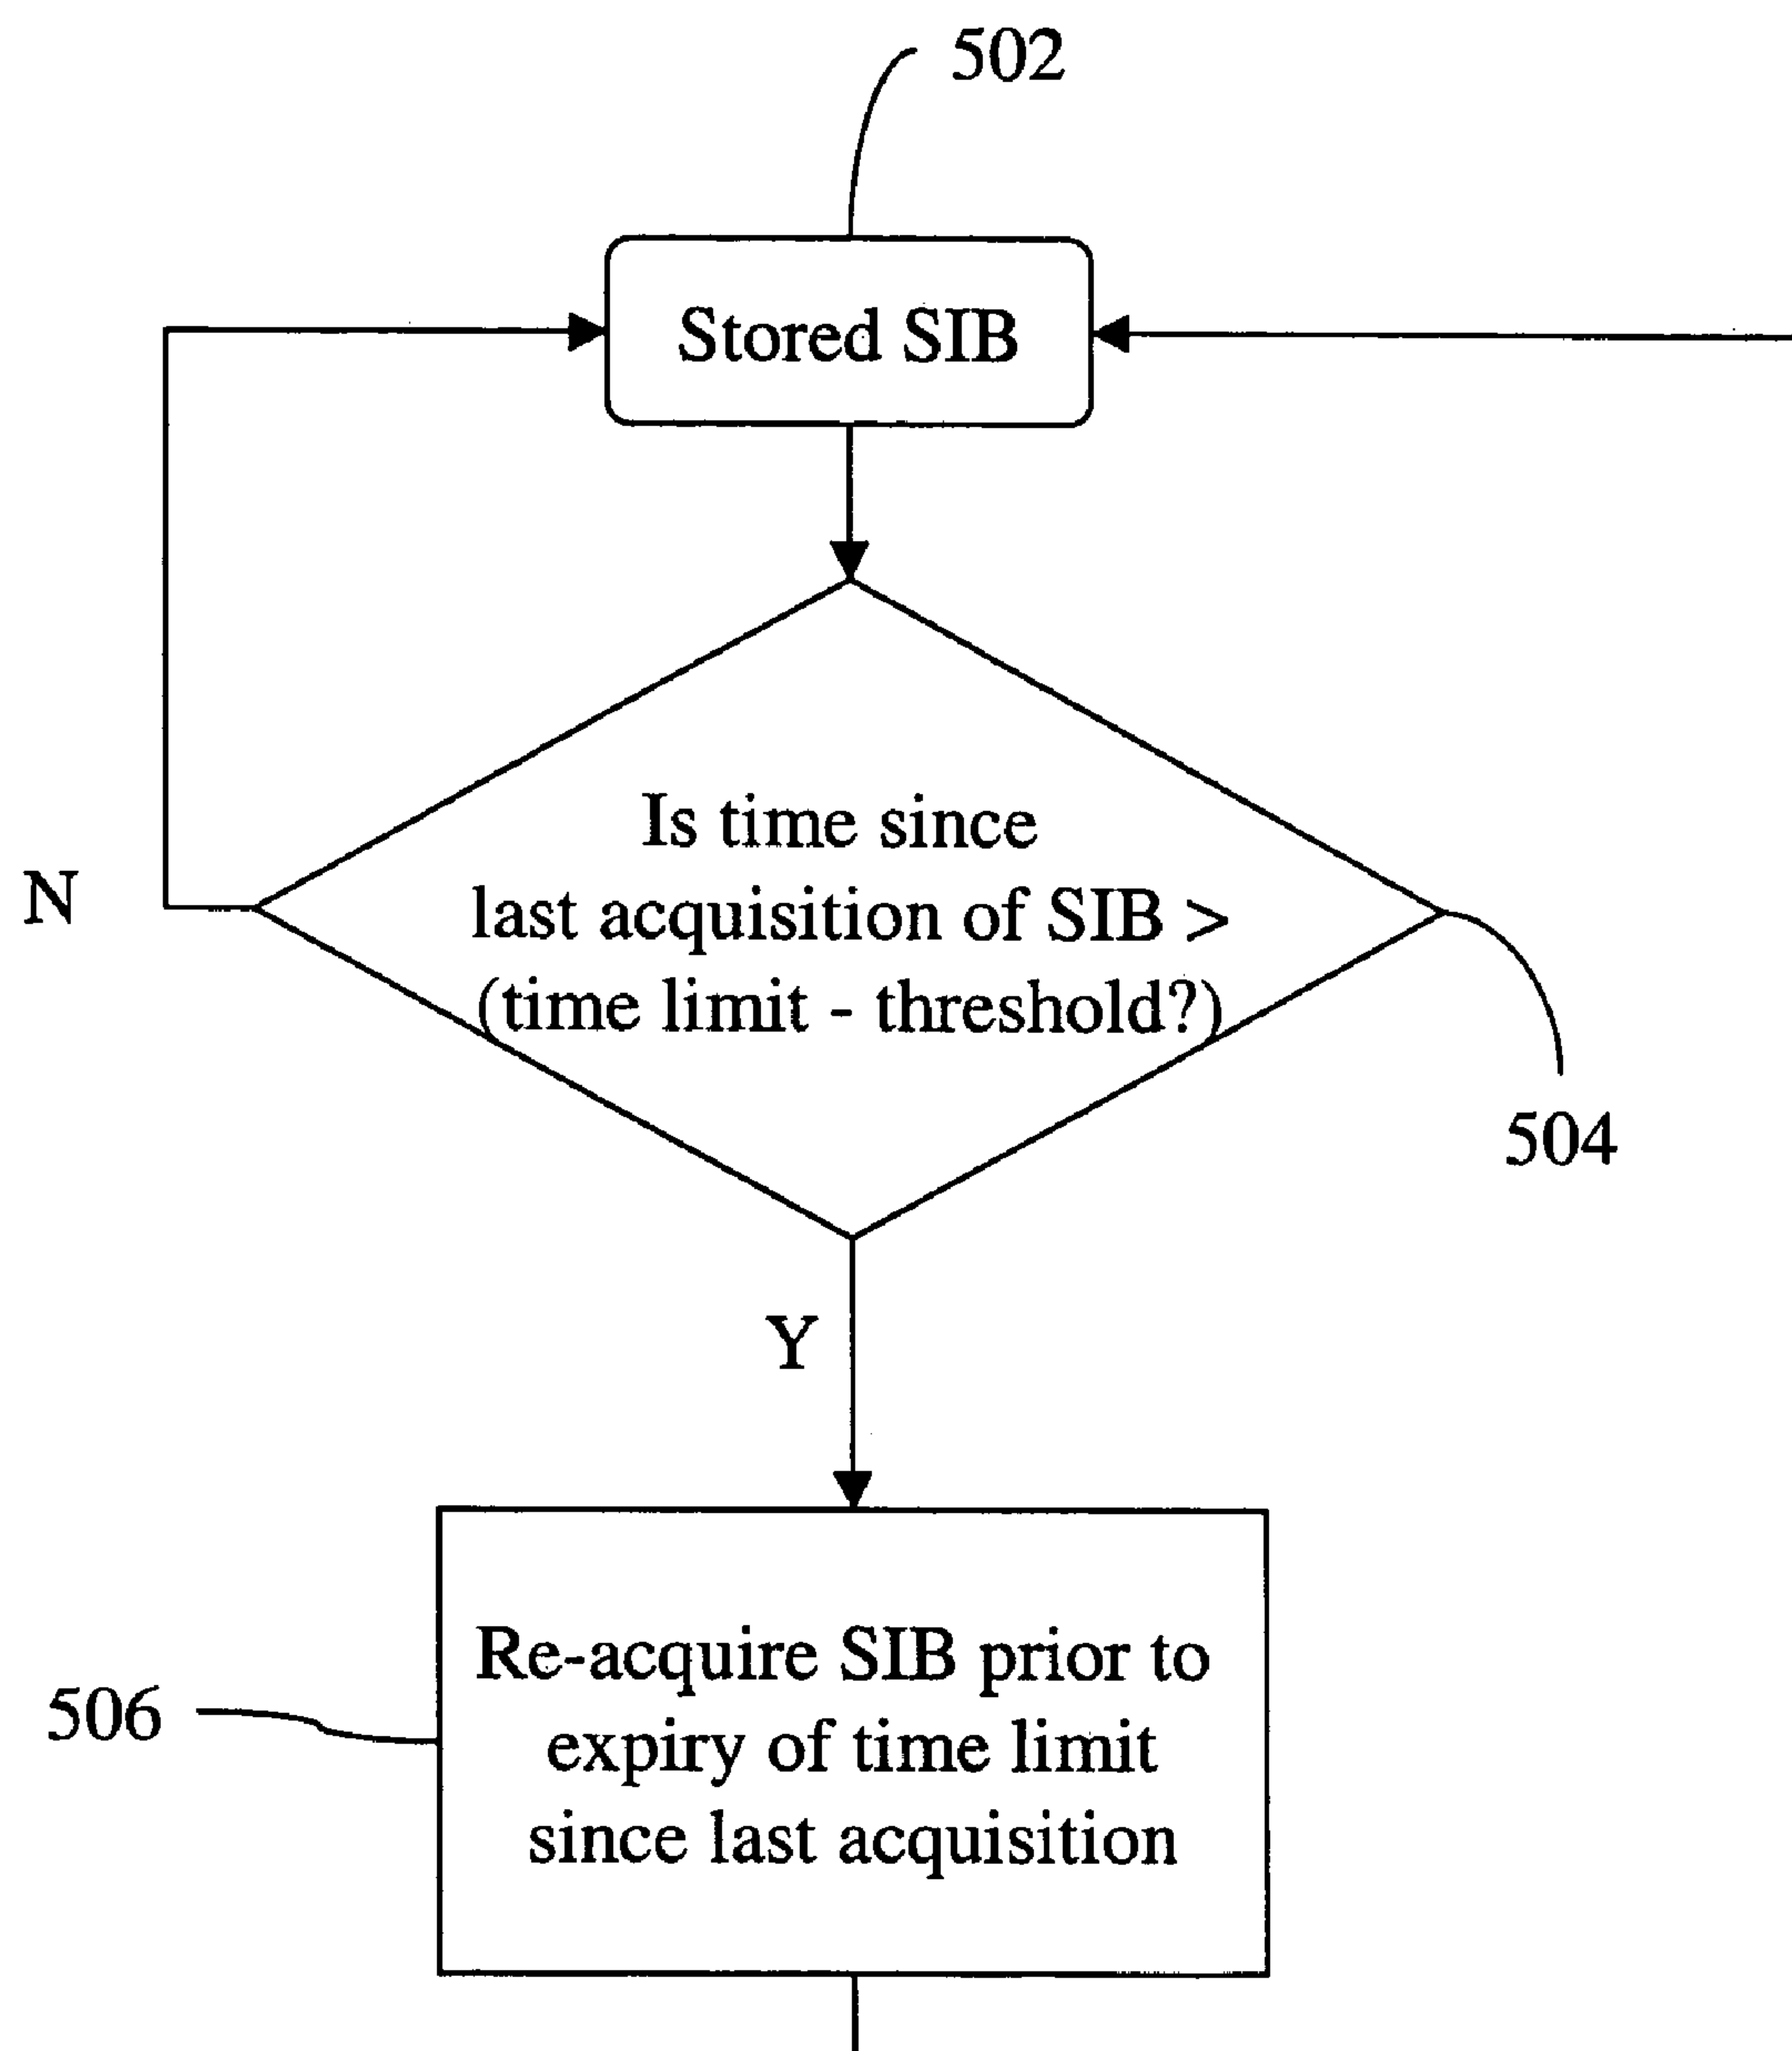 502
Stored SIB
Is time since
last acquisition of SIB >
(time limit - threshold?)
N
504
Y
Re-acquire SIB prior to
expiry of time limit
since last acquisition
506